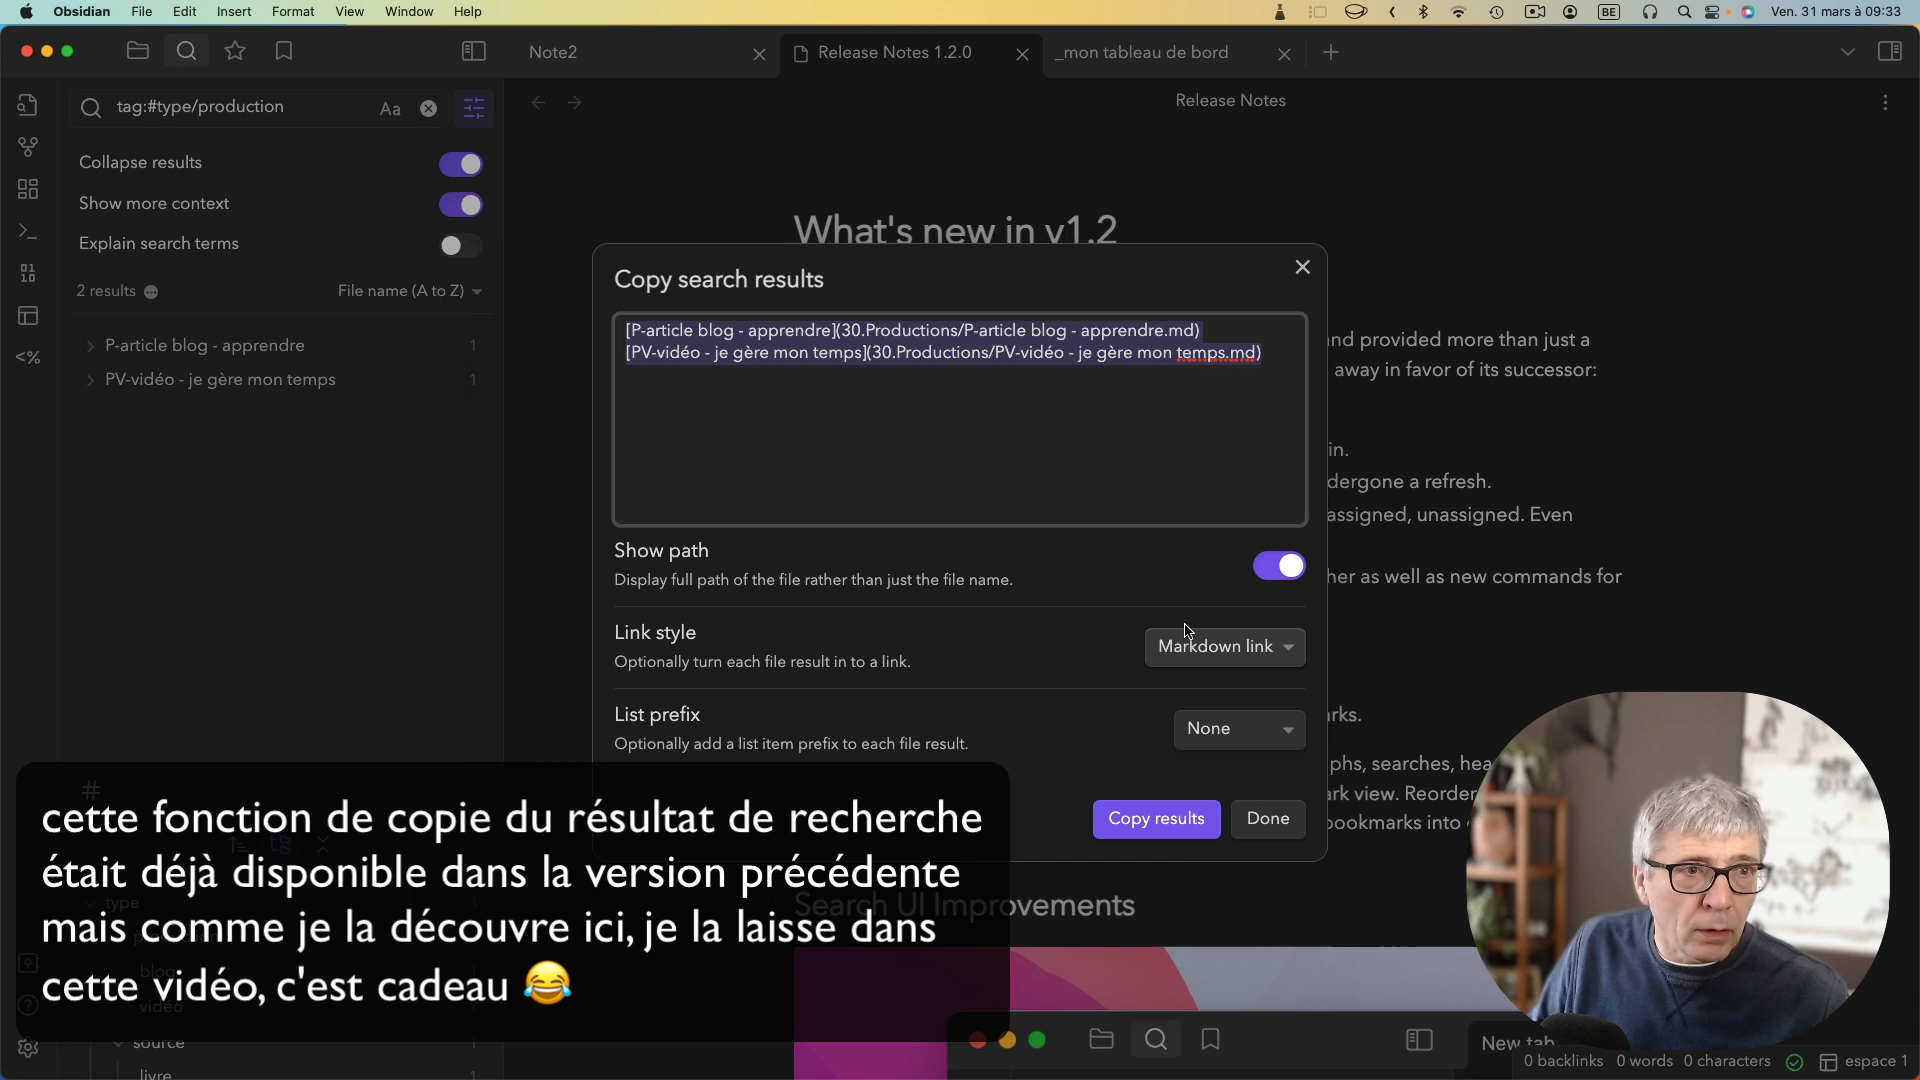 Obsidian File Edit Insert Format View Window Help
BE Ven. 31 mars à 09:33
Note2
Release Notes 1.2.0
_mon tableau de bord
tag:#type/production
Aa
Release Notes
Collapse results
Show more context
Explain search terms
2 results
File name (A to Z)
P-article blog - apprendre 1
PV-vidéo - je gère mon temps 1
What's new in v1.2
nd provided more than just a
away in favor of its successor:
in.
dergone a refresh.
assigned, unassigned. Even
her as well as new commands for
rks.
phs, searches, hea
rk view. Reorder
bookmarks into
Copy search results
[P-article blog - apprendre](30.Productions/P-article blog - apprendre.md)
[PV-vidéo - je gère mon temps](30.Productions/PV-vidéo - je gère mon temps.md)
Show path
Display full path of the file rather than just the file name.
Link style
Optionally turn each file result in to a link.
Markdown link
List prefix
Optionally add a list item prefix to each file result.
None
Copy results
Done
Search UI Improvements
cette fonction de copie du résultat de recherche
était déjà disponible dans la version précédente
mais comme je la découvre ici, je la laisse dans
cette vidéo, c'est cadeau 😂
type
blog
vidéo
source 1
livre 1
New tab
0 backlinks 0 words 0 characters espace 1